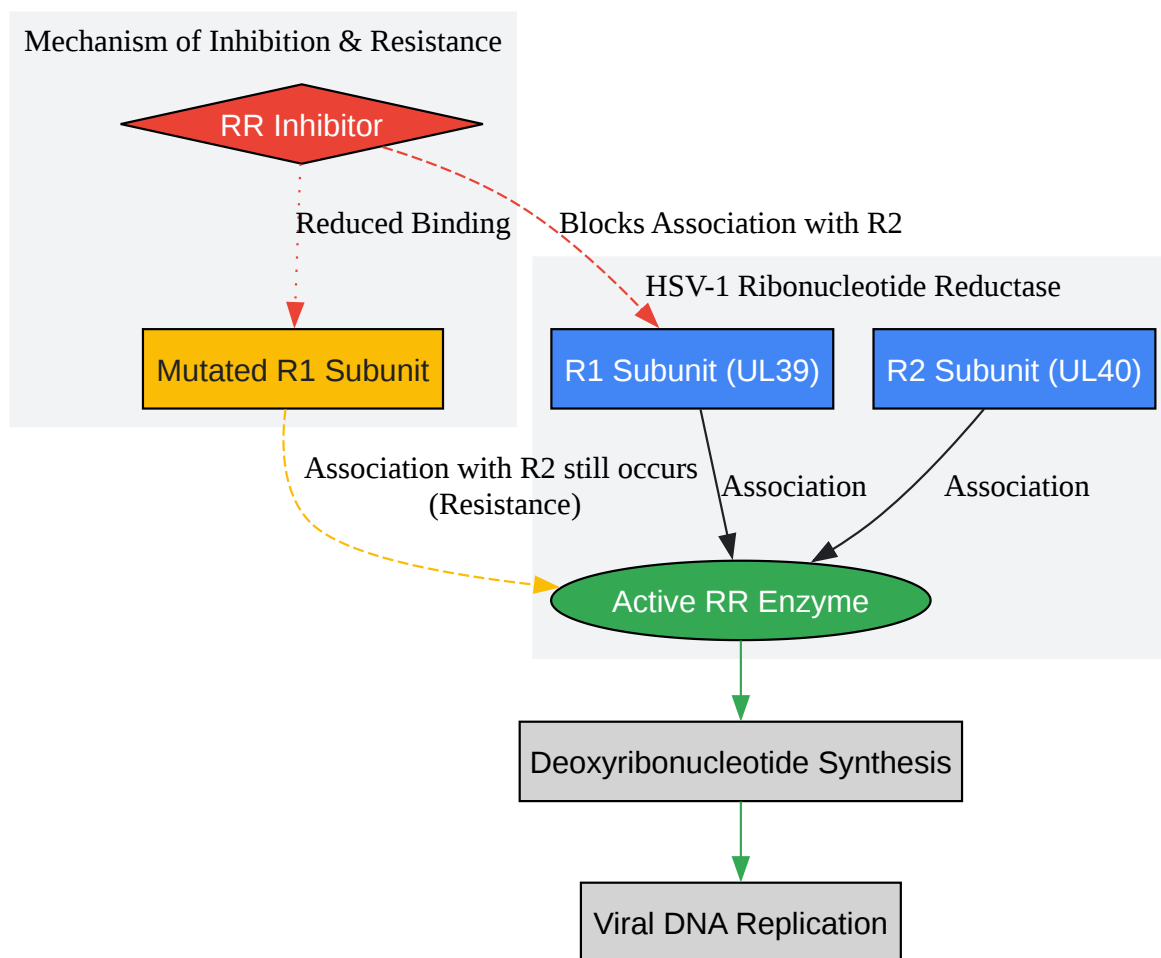 Mechanism of Inhibition & Resistance
RR Inhibitor
Reduced Binding
Blocks Association with R2
HSV-1 Ribonucleotide Reductase
Mutated R1 Subunit
R1 Subunit (UL39)
R2 Subunit (UL40)
Association with R2 still occurs
(Resistance)
Association
Association
Active RR Enzyme
Deoxyribonucleotide Synthesis
Viral DNA Replication